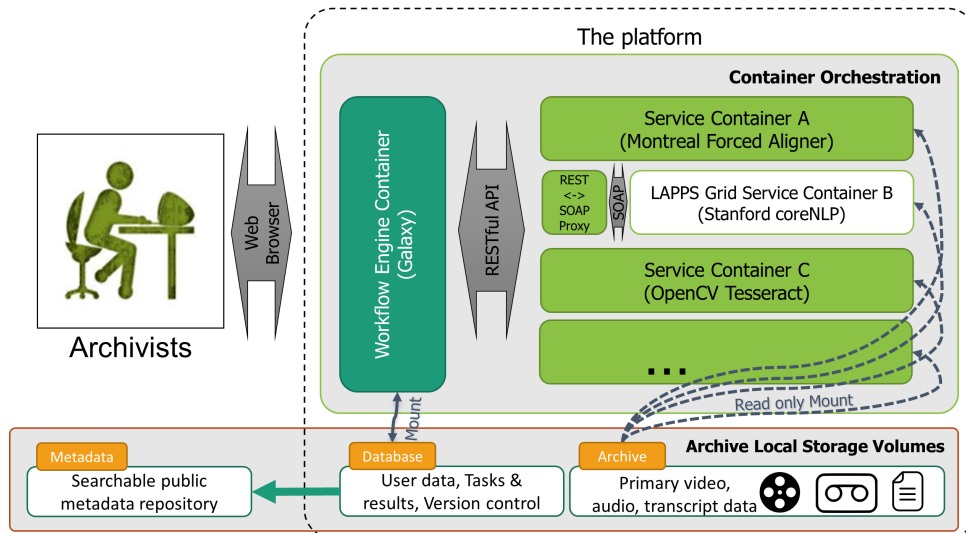 The platform
Container Orchestration
Archivists
Web
Browser
Workflow Engine Container
(Galaxy)
RESTful API
Service Container A
(Montreal Forced Aligner)
REST
<->
SOAP
Proxy
SOAP
LAPPS Grid Service Container B
(Stanford coreNLP)
Service Container C
(OpenCV Tesseract)
...
Read only Mount
Mount
Archive Local Storage Volumes
Metadata
Searchable public
metadata repository
Database
User data, Tasks &
results, Version control
Archive
Primary video,
audio, transcript data